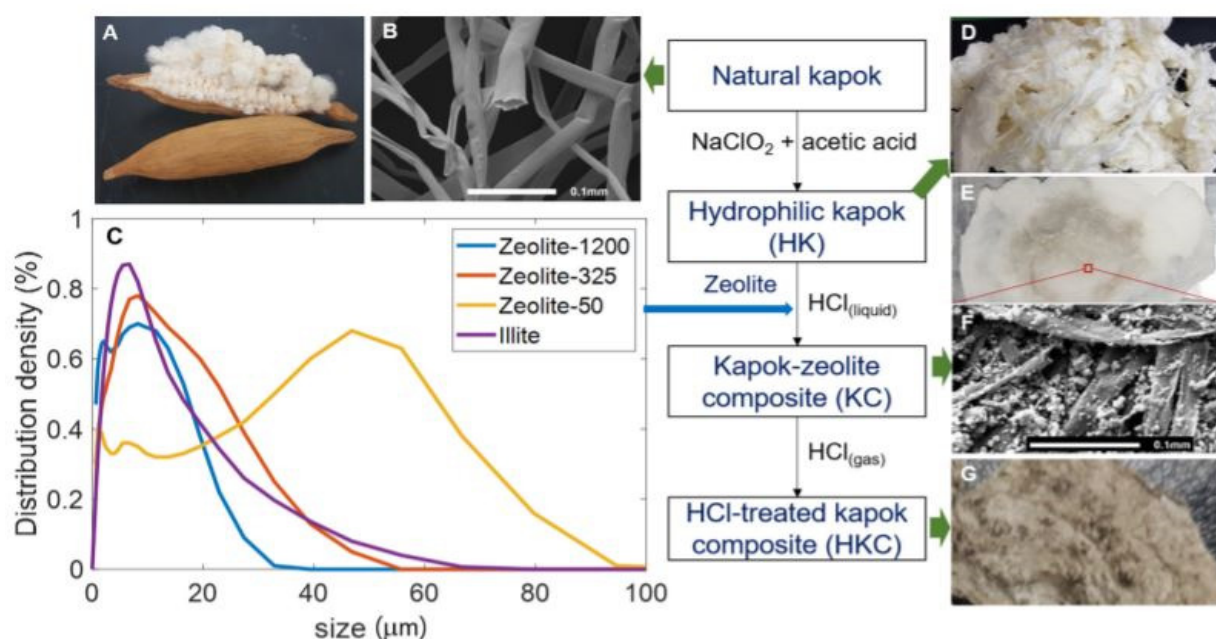 A
B
0.1mm
Natural kapok
NaClO₂ + acetic acid
Hydrophilic kapok
(HK)
Zeolite
HCl(liquid)
Kapok-zeolite
composite (KC)
HCl(gas)
HCl-treated kapok
composite (HKC)
D
E
F
0.1mm
G
C
Zeolite-1200
Zeolite-325
Zeolite-50
Illite
Distribution density (%)
1
0.8
0.6
0.4
0.2
0
0 20 40 60 80 100
size (μm)